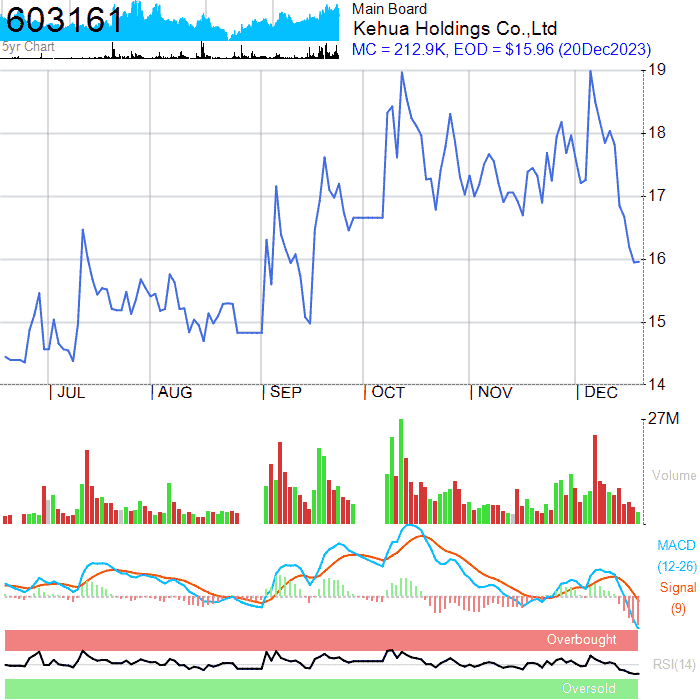 603161
Main Board
Kehua Holdings Co.,Ltd
5yr Chart
MC = 212.9K, EOD = $15.96 (20Dec2023)
19
18
17
16
15
14
JUL AUG SEP OCT NOV DEC
27M
Volume
MACD
(12-26)
Signal
(9)
Overbought
RSI(14)
Oversold